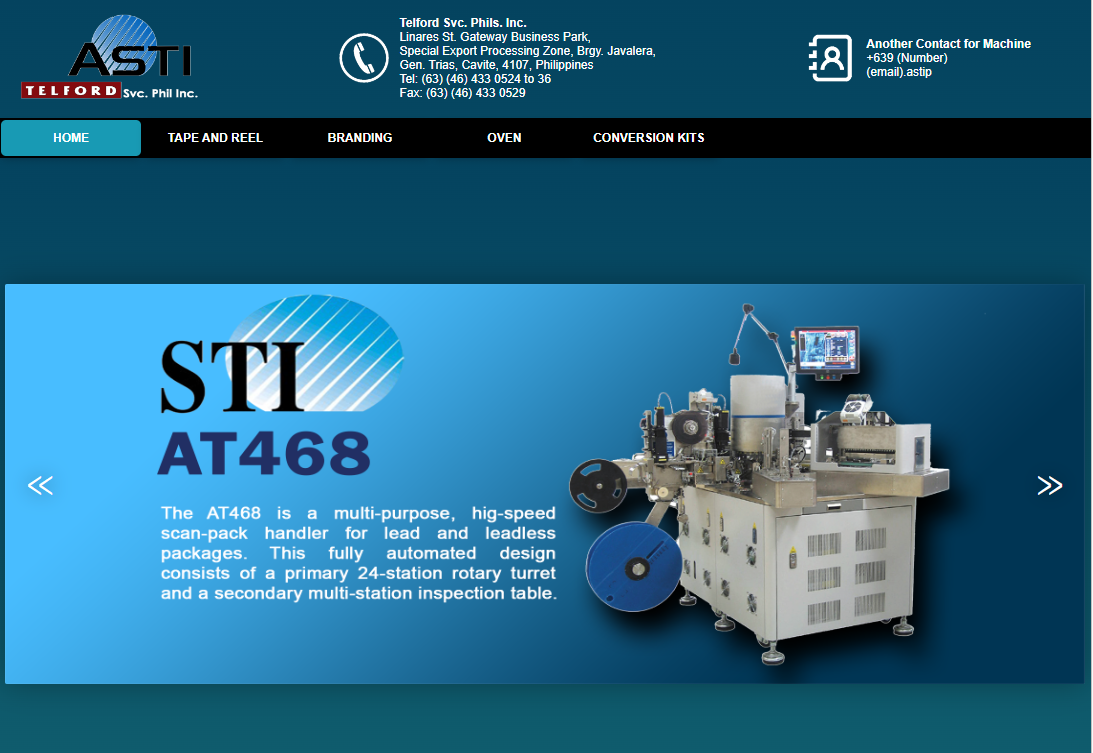 ASTI
TELFORD Svc. Phil Inc.
Telford Svc. Phils. Inc.
Linares St. Gateway Business Park,
Special Export Processing Zone, Brgy. Javalera,
Gen. Trias, Cavite, 4107, Philippines
Tel: (63) (46) 433 0524 to 36
Fax: (63) (46) 433 0529
Another Contact for Machine
+639 (Number)
(email).astip
HOME TAPE AND REEL BRANDING OVEN CONVERSION KITS
STI
AT468
The AT468 is a multi-purpose, hig-speed
scan-pack handler for lead and leadless
packages. This fully automated design
consists of a primary 24-station rotary turret
and a secondary multi-station inspection table.